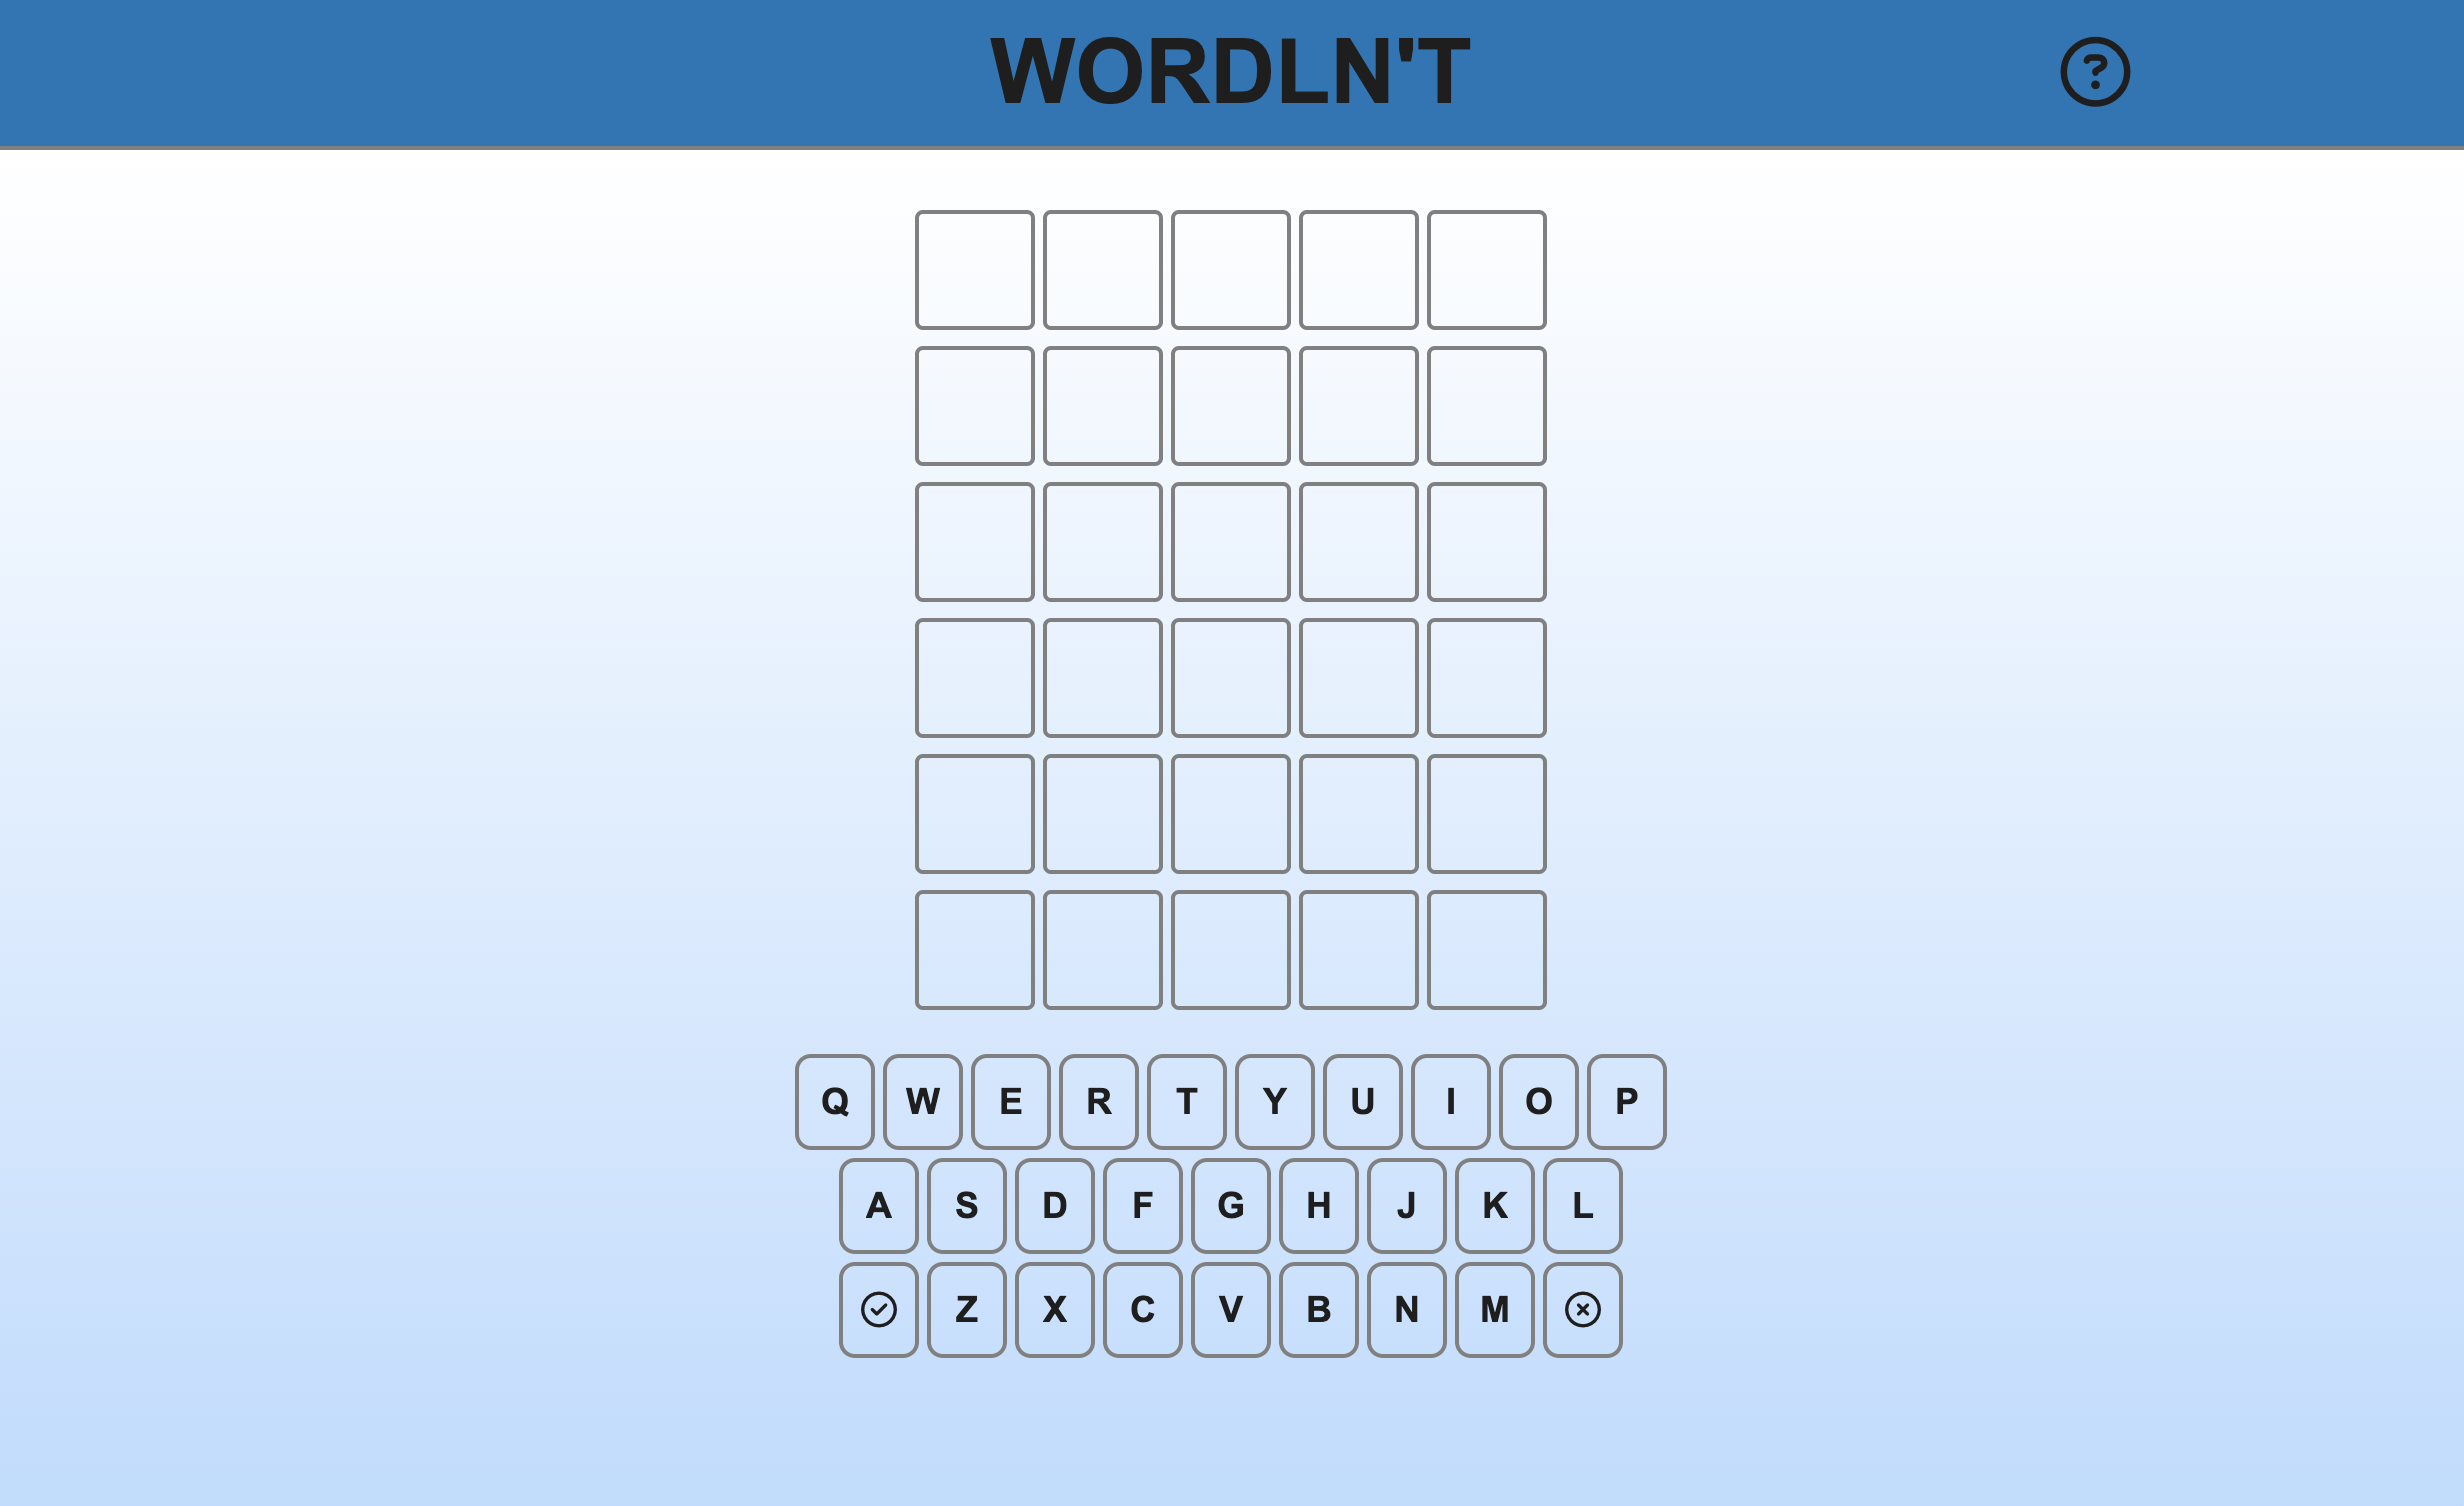 WORDLN'T
?
Q W E R T Y U I O P
A S D F G H J K L
Z X C V B N M